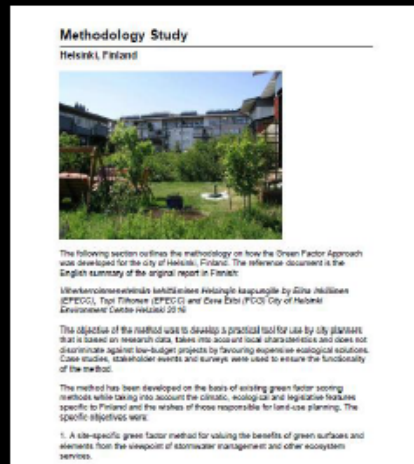 Methodology Study
Helsinki, Finland
The following section outlines the methodology on how the Green Factor Approach
was developed for the city of Helsinki, Finland. The reference document is the
English summary of the original report in Finnish:
Viherkerroinmenetelmän kehittäminen Helsingin kaupungille by Elina Inkiläinen
(EPECC), Topi Tiihonen (EPECC) and Eeva Eitsi (FCG) City of Helsinki
Environment Centre Helsinki 2016
The objective of the method was to develop a practical tool for use by city planners
that is based on research data, takes into account local characteristics and does not
discriminate against low-budget projects by favouring expensive ecological solutions.
Case studies, stakeholder events and surveys were used to ensure the functionality
of the method.
The method has been developed on the basis of existing green factor scoring
methods while taking into account the climatic, ecological and legislative features
specific to Finland and the wishes of those responsible for land-use planning. The
specific objectives were:
1. A site-specific green factor method for valuing the benefits of green surfaces and
elements from the viewpoint of stormwater management and other ecosystem
services.